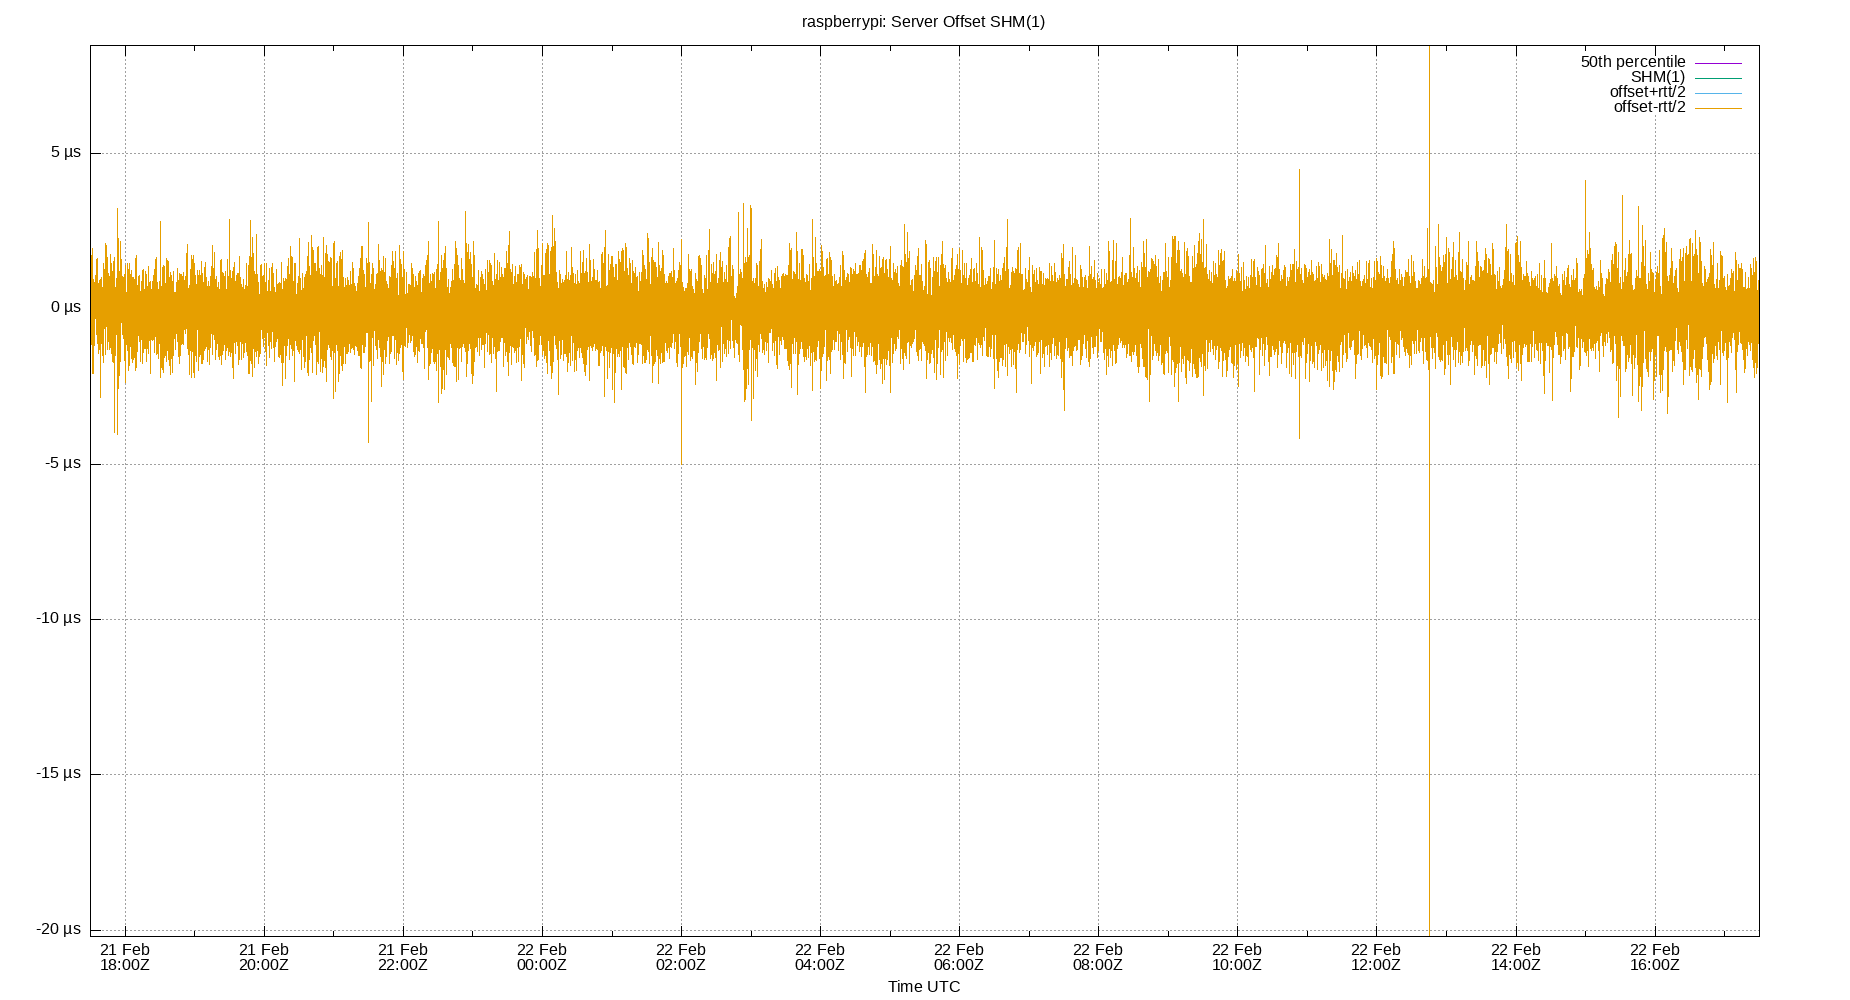 raspberrypi: Server Offset SHM(1)
50th percentile
SHM(1)
offset+rtt/2
offset-rtt/2
5 µs
0 µs
-5 µs
-10 µs
-15 µs
-20 µs
21 Feb 21 Feb 21 Feb 22 Feb 22 Feb 22 Feb 22 Feb 22 Feb 22 Feb 22 Feb 22 Feb 22 Feb
18:00Z 20:00Z 22:00Z 00:00Z 02:00Z 04:00Z 06:00Z 08:00Z 10:00Z 12:00Z 14:00Z 16:00Z
Time UTC